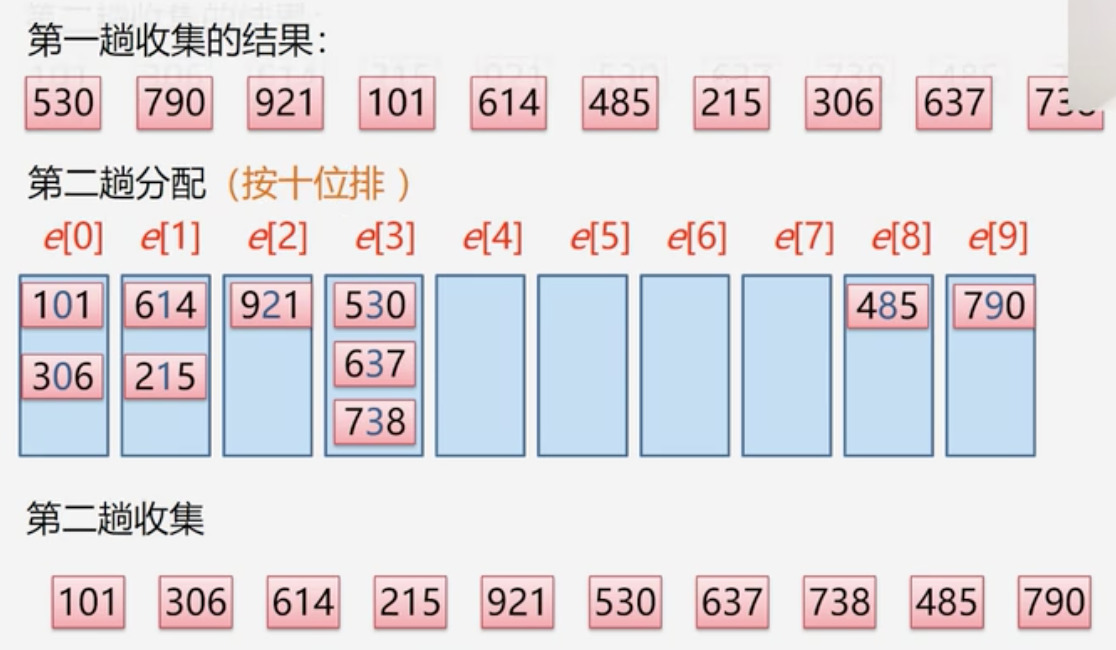 第一趟收集的结果：
530 790 921 101 614 485 215 306 637
第二趟分配（按十位排 ）
e[0] e[1] e[2] e[3] e[4] e[5] e[6] e[7] e[8] e[9]
101 614 921 530 485 790
306 215 637
738
第二趟收集
101 306 614 215 921 530 637 738 485 790